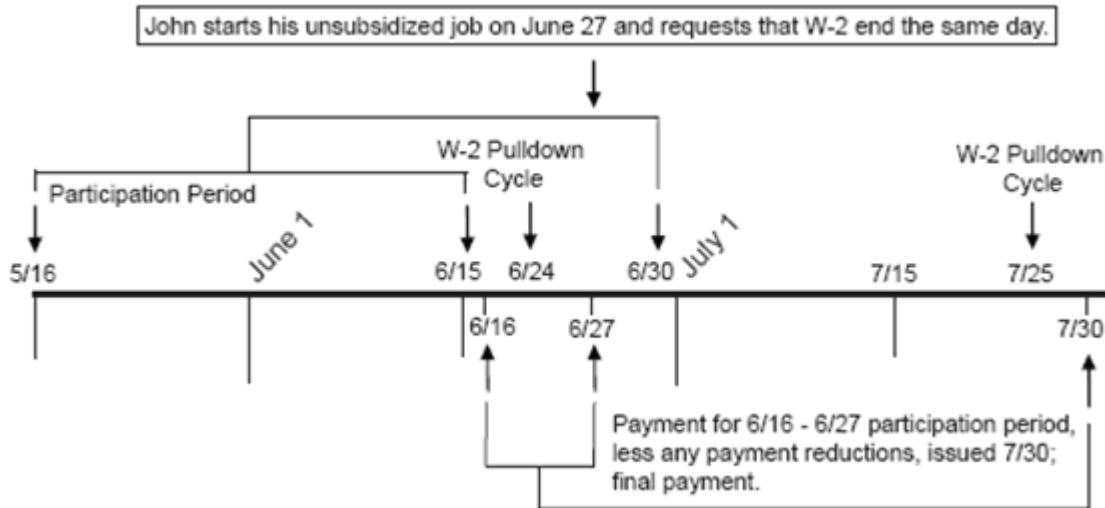 John starts his unsubsidized job on June 27 and requests that W-2 end the same day.
W-2 Pulldown
Cycle
W-2 Pulldown
Cycle
Participation Period
June 1
July 1
5/16
6/15
6/24
6/30
7/15
7/25
6/16
6/27
7/30
Payment for 6/16 - 6/27 participation period,
less any payment reductions, issued 7/30;
final payment.